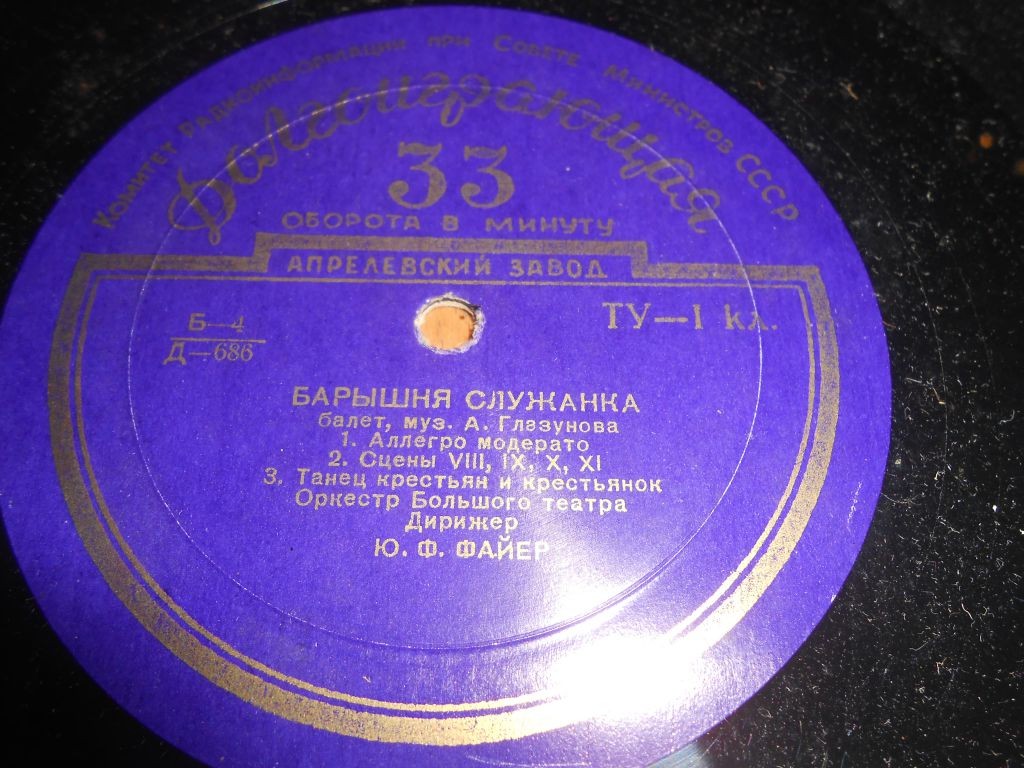 Комитет Радиоинформации при Совете Министров СССР
Долгоиграющая
33
ОБОРОТА В МИНУТУ
АПРЕЛЕВСКИЙ ЗАВОД
Б—4
Д—686
ТУ—I кл.
БАРЫШНЯ СЛУЖАНКА
балет, муз. А. Глазунова
1. Аллегро модерато
2. Сцены VIII, IX, X, XI
3. Танец крестьян и крестьянок
Оркестр Большого театра
Дирижер
Ю. Ф. ФАЙЕР